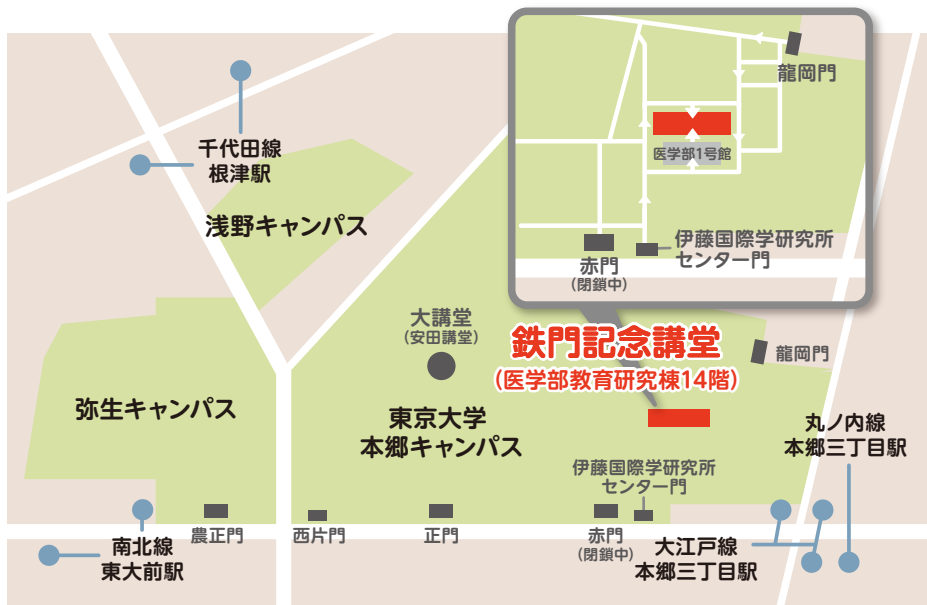 龍岡門
医学部1号館
伊藤国際学研究所
センター門
赤門
(閉鎖中)
千代田線
根津駅
浅野キャンパス
大講堂
(安田講堂)
鉄門記念講堂
(医学部教育研究棟14階)
龍岡門
弥生キャンパス
東京大学
本郷キャンパス
丸ノ内線
本郷三丁目駅
伊藤国際学研究所
センター門
農正門
西片門
正門
赤門
(閉鎖中)
南北線
東大前駅
大江戸線
本郷三丁目駅